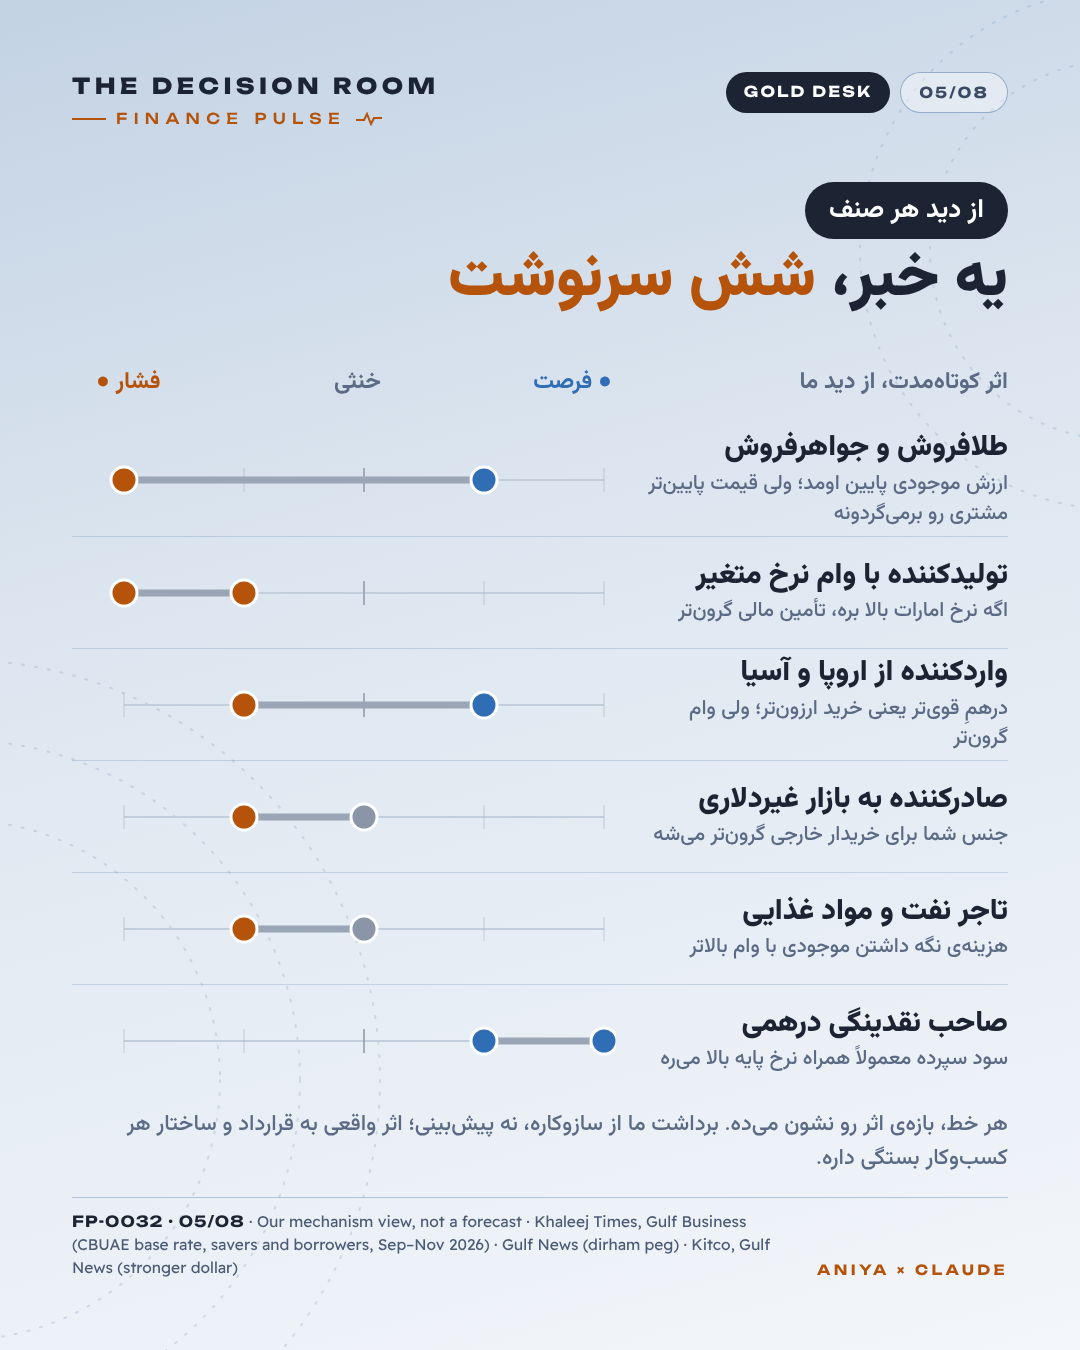 THE DECISION ROOM
FINANCE PULSE
GOLD DESK
05/08
از دید هر صنف
یه خبر، شش سرنوشت
اثر کوتاه‌مدت، از دید ما
فرصت
خنثی
فشار
طلافروش و جواهرفروش
ارزش موجودی پایین اومد؛ ولی قیمت پایین‌تر
مشتری رو برمی‌گردونه
تولیدکننده با وام نرخ متغیر
اگه نرخ امارات بالا بره، تأمین مالی گرون‌تر
واردکننده از اروپا و آسیا
درهمِ قوی‌تر یعنی خرید ارزون‌تر؛ ولی وام
گرون‌تر
صادرکننده به بازار غیردلاری
جنس شما برای خریدار خارجی گرون‌تر می‌شه
تاجر نفت و مواد غذایی
هزینه‌ی نگه داشتن موجودی با وام بالاتر
صاحب نقدینگی درهمی
سود سپرده معمولاً همراه نرخ پایه بالا می‌ره
هر خط، بازه‌ی اثر رو نشون می‌ده. برداشت ما از سازوکاره، نه پیش‌بینی؛ اثر واقعی به قرارداد و ساختار هر
کسب‌وکار بستگی داره.
FP-0032 · 05/08 · Our mechanism view, not a forecast · Khaleej Times, Gulf Business
(CBUAE base rate, savers and borrowers, Sep–Nov 2026) · Gulf News (dirham peg) · Kitco, Gulf
News (stronger dollar)
ANIYA × CLAUDE